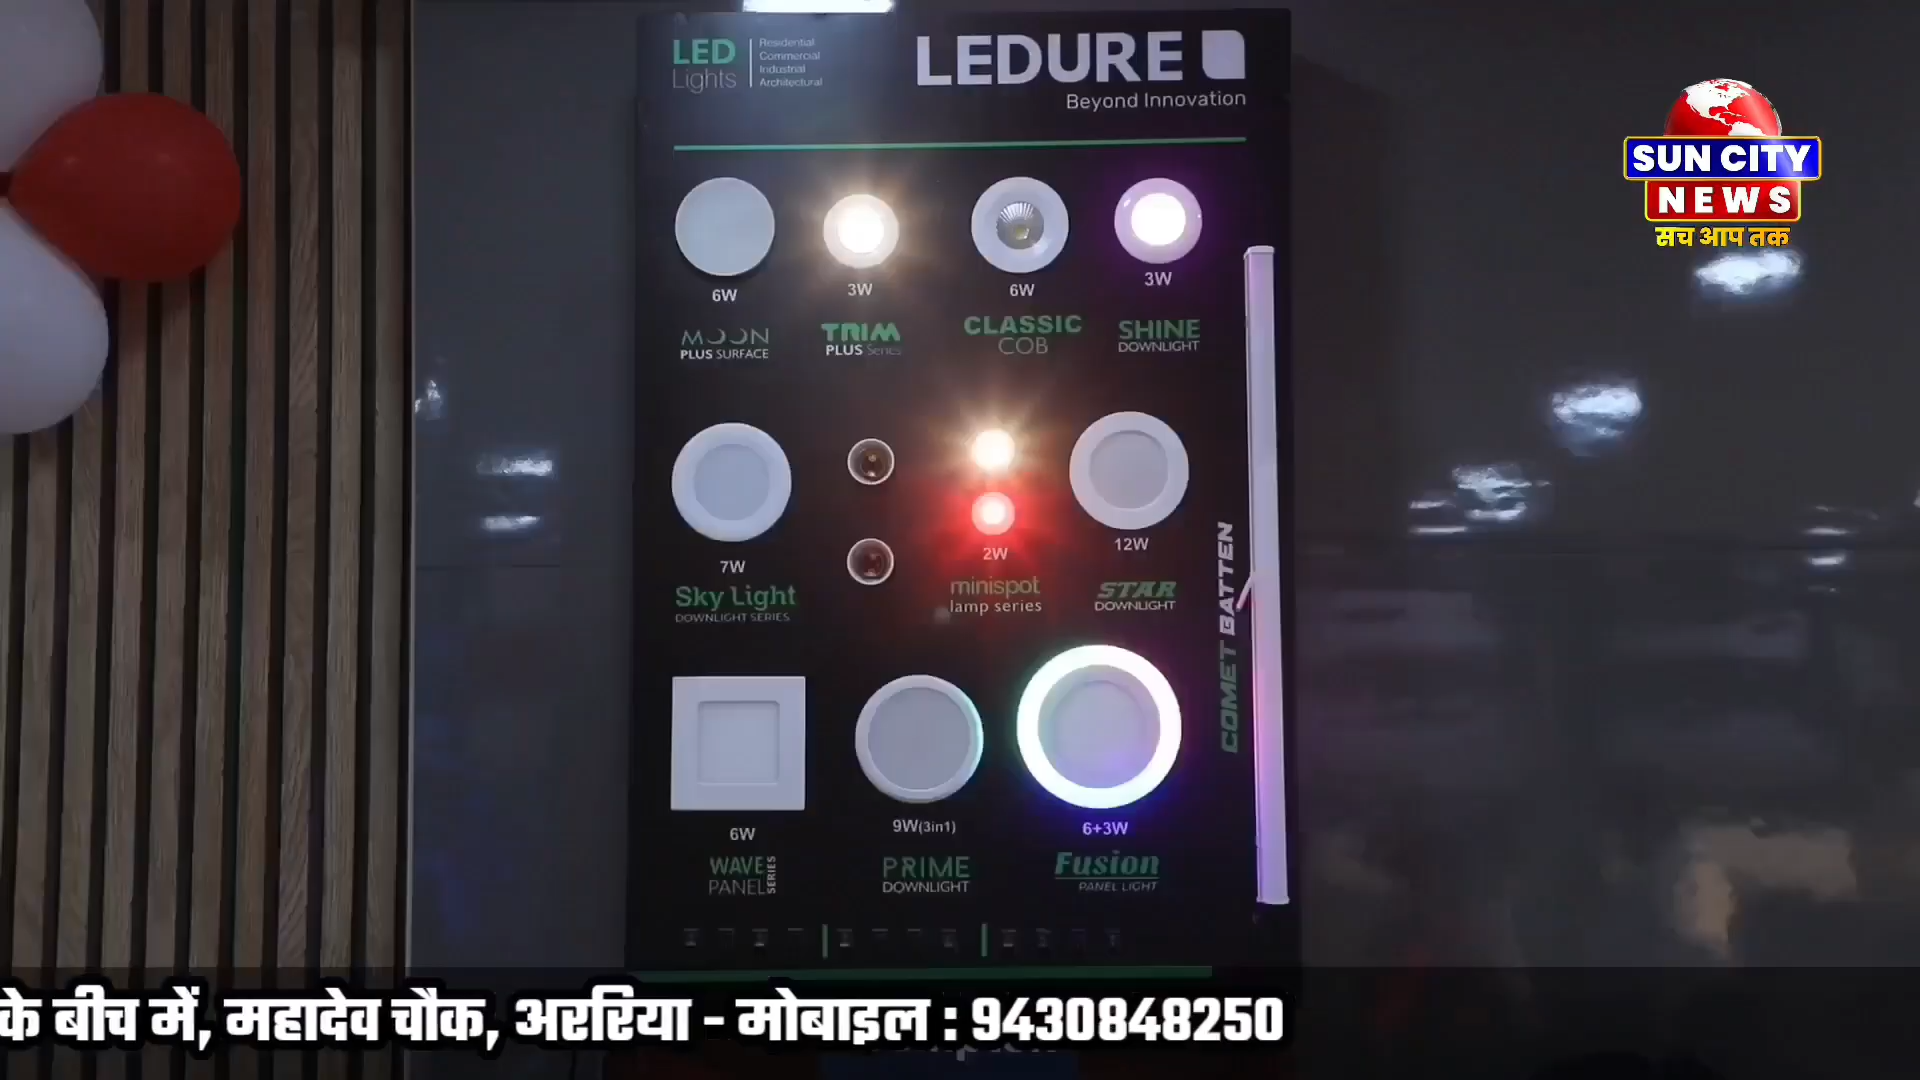 LED
Lights
Residential
Commercial
Industrial
Architectural
LEDURE
Beyond Innovation
SUN CITY
NEWS
सच आप तक
6W
MOON
PLUS SURFACE
3W
TRIM
PLUS Series
6W
CLASSIC
COB
3W
SHINE
DOWNLIGHT
7W
Sky Light
DOWNLIGHT SERIES
2W
minispot
lamp series
12W
STAR
DOWNLIGHT
COMET BATTEN
6W
WAVE
PANEL
SERIES
9W(3in1)
PRIME
DOWNLIGHT
6+3W
Fusion
PANEL LIGHT
के बीच में, महादेव चौक, अररिया - मोबाइल : 9430848250